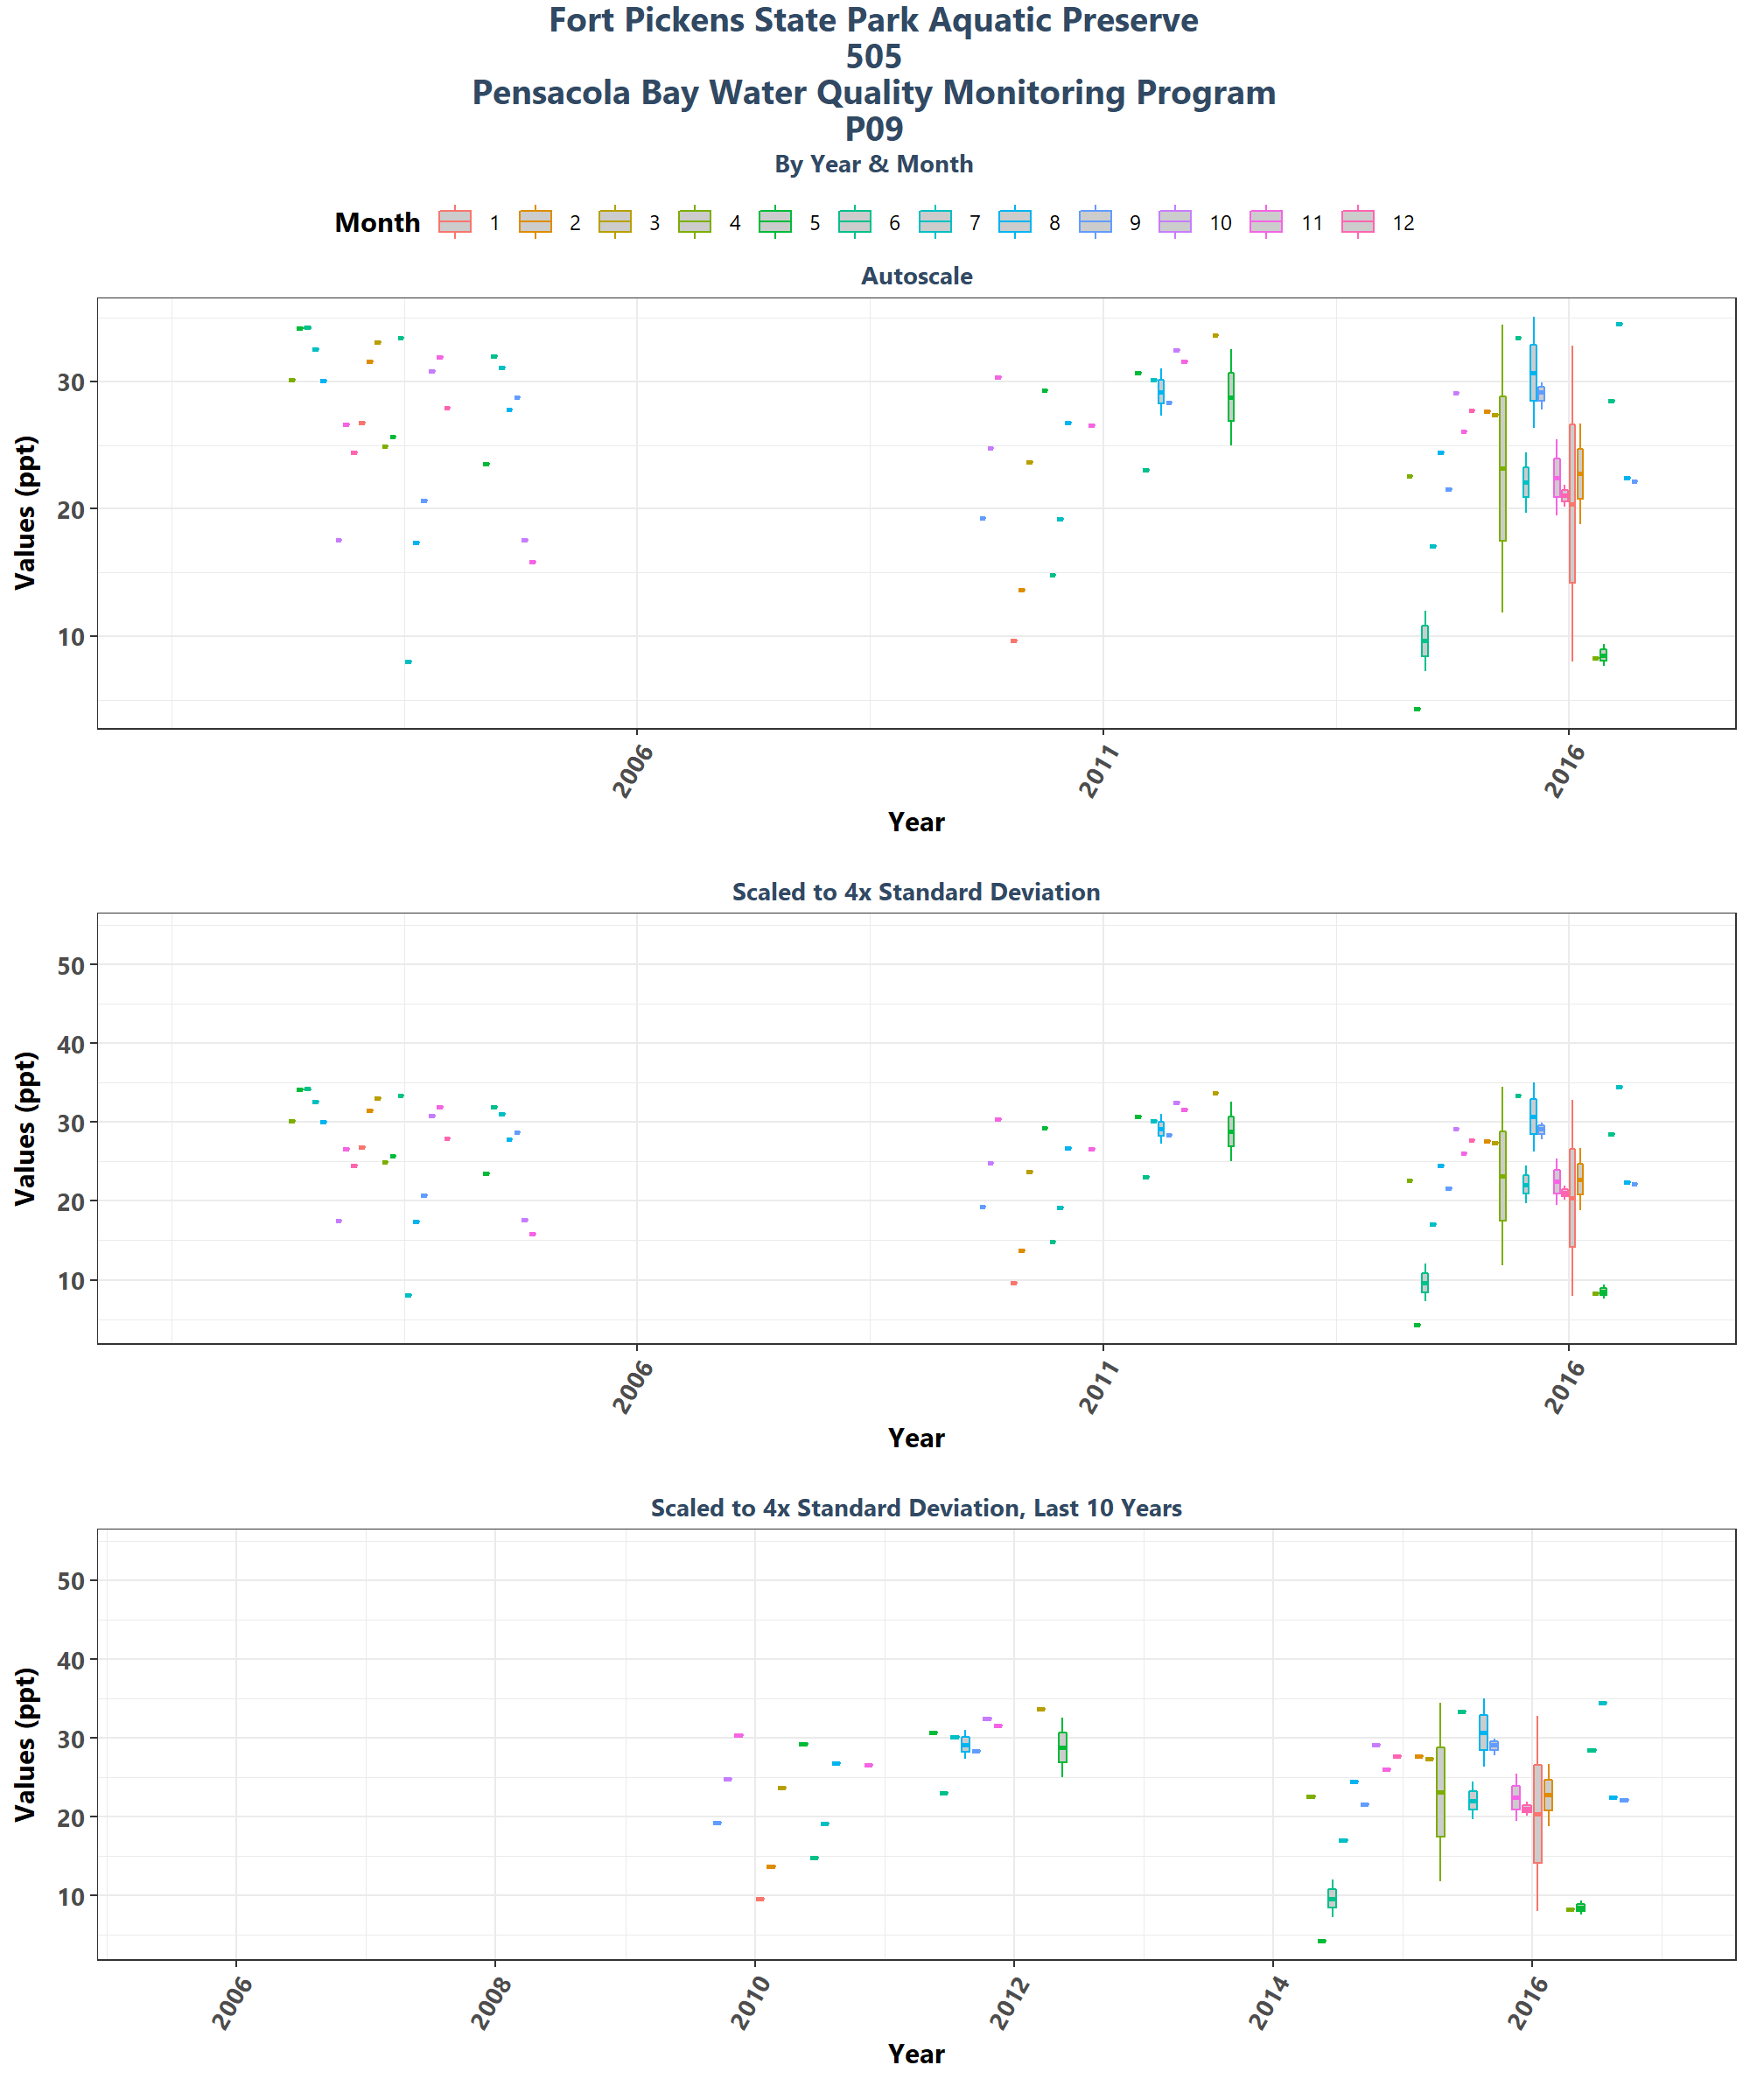 Fort Pickens State Park Aquatic Preserve
505
Pensacola Bay Water Quality Monitoring Program
P09
By Year & Month
Month 1 2 3 4 5 6 7 8 9 10 11 12
Autoscale
Values (ppt)
30
20
10
2006 2011 2016
Year
Scaled to 4x Standard Deviation
Values (ppt)
50
40
30
20
10
2006 2011 2016
Year
Scaled to 4x Standard Deviation, Last 10 Years
Values (ppt)
50
40
30
20
10
2006 2008 2010 2012 2014 2016
Year